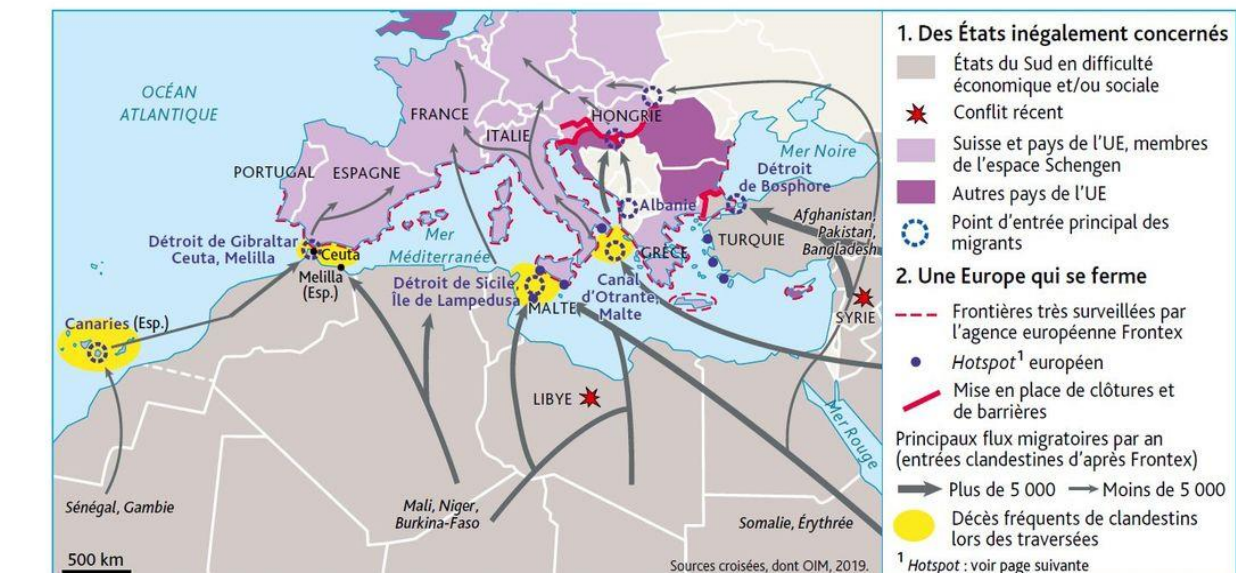 OCÉAN
ATLANTIQUE
FRANCE
HONGRIE
ITALIE
Mer Noire
PORTUGAL
ESPAGNE
Détroit
de Bosphore
Albanie
Afghanistan,
Pakistan,
Bangladesh
Détroit de Gibraltar
Ceuta, Melilla
Ceuta
Mer
Méditerranée
GRÈCE
TURQUIE
Melilla
(Esp.)
Détroit de Sicile
Île de Lampedusa
MALTE
Canal
d'Otrante,
Malte
SYRIE
Canaries (Esp.)
LIBYE
Mer Rouge
Sénégal, Gambie
Mali, Niger,
Burkina-Faso
Somalie, Érythrée
500 km
Sources croisées, dont OIM, 2019.
1. Des États inégalement concernés
États du Sud en difficulté
économique et/ou sociale
Conflit récent
Suisse et pays de l'UE, membres
de l'espace Schengen
Autres pays de l'UE
Point d'entrée principal des
migrants
2. Une Europe qui se ferme
Frontières très surveillées par
l'agence européenne Frontex
Hotspot¹ européen
Mise en place de clôtures et
de barrières
Principaux flux migratoires par an
(entrées clandestines d'après Frontex)
Plus de 5 000
Moins de 5 000
Décès fréquents de clandestins
lors des traversées
¹ Hotspot : voir page suivante